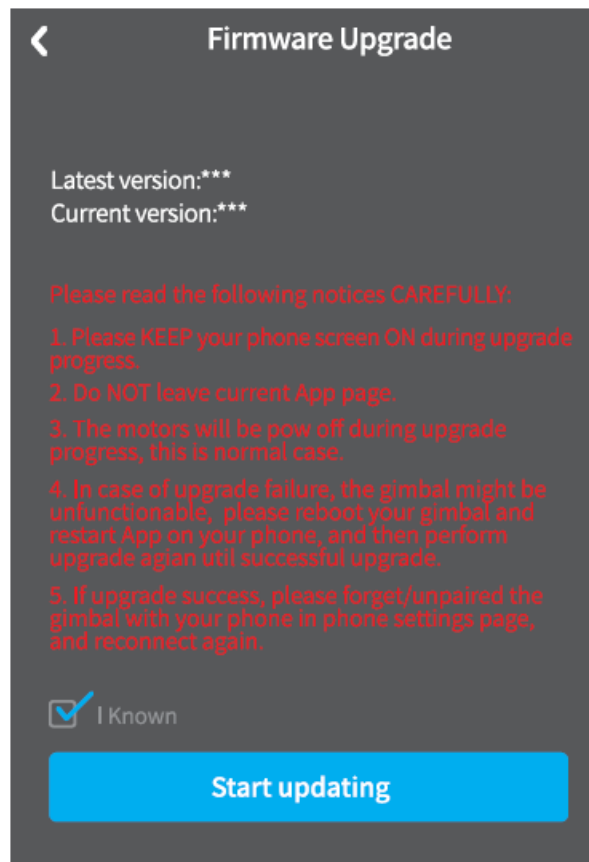 Firmware Upgrade
Latest version:***
Current version:***
Please read the following notices CAREFULLY:
1. Please KEEP your phone screen ON during upgrade
progress.
2. Do NOT leave current App page.
3. The motors will be pow off during upgrade
progress, this is normal case.
4. In case of upgrade failure, the gimbal might be
unfunctionable,  please reboot your gimbal and
restart App on your phone, and then perform
upgrade agian util successful upgrade.
5. If upgrade success, please forget/unpaired the
gimbal with your phone in phone settings page,
and reconnect again.
I Known
Start updating